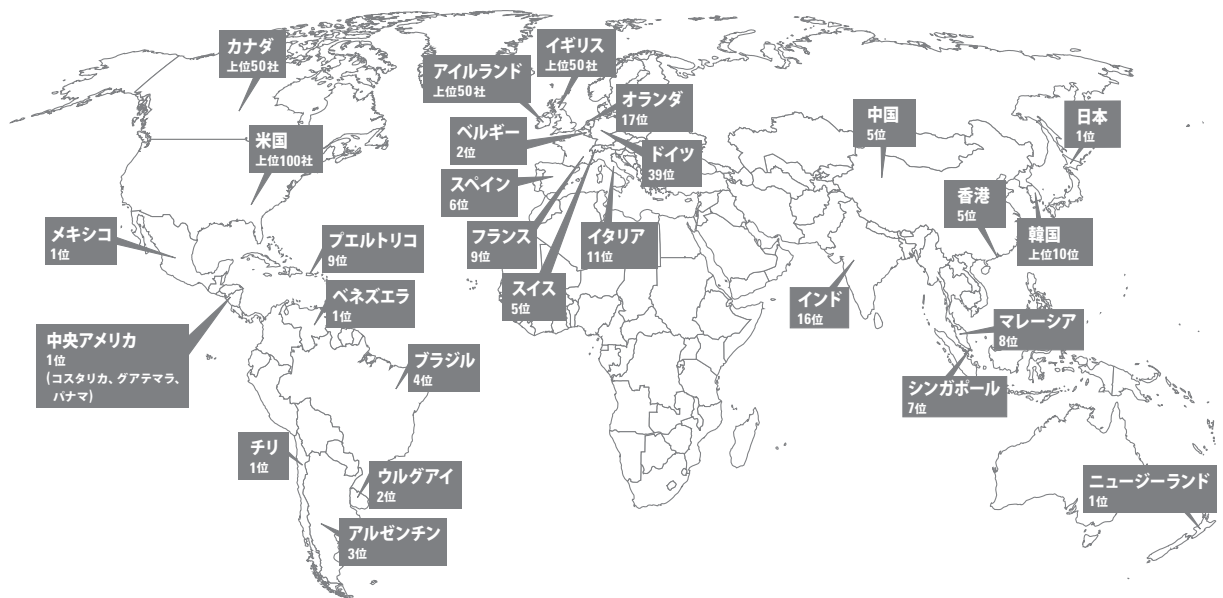 カナダ
上位50社
イギリス
上位50社
アイルランド
上位50社
オランダ
17位
中国
5位
日本
1位
米国
上位100社
ベルギー
2位
ドイツ
39位
スペイン
6位
香港
5位
メキシコ
1位
プエルトリコ
9位
フランス
9位
イタリア
11位
韓国
上位10位
スイス
5位
ベネズエラ
1位
インド
16位
マレーシア
8位
中央アメリカ
1位
(コスタリカ、グアテマラ、
パナマ)
ブラジル
4位
シンガポール
7位
チリ
1位
ウルグアイ
2位
ニュージーランド
1位
アルゼンチン
3位